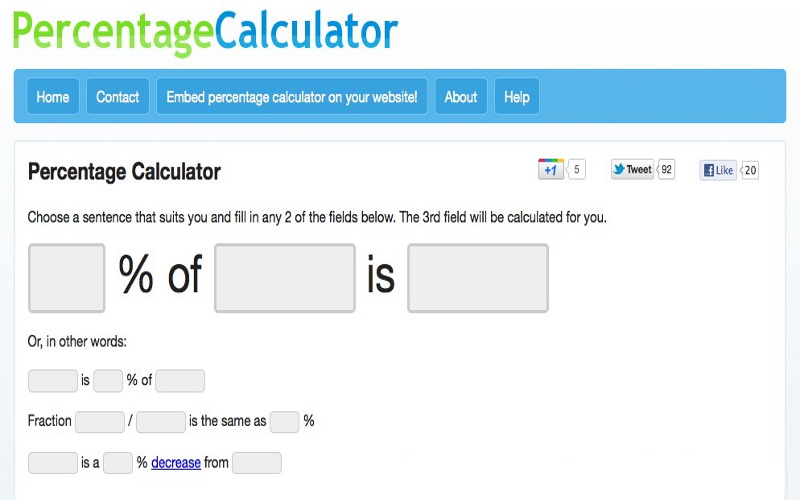 PercentageCalculator
Home Contact Embed percentage calculator on your website! About Help
Percentage Calculator +1 5 Tweet 92 Like 20
Choose a sentence that suits you and fill in any 2 of the fields below. The 3rd field will be calculated for you.
% of is
Or, in other words:
is % of
Fraction / is the same as %
is a % decrease from